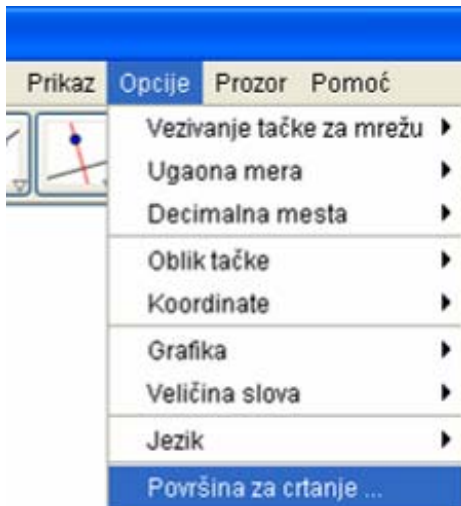 Prikaz Opcije Prozor Pomoć
Vezivanje tačke za mrežu
Ugaona mera
Decimalna mesta
Oblik tačke
Koordinate
Grafika
Veličina slova
Jezik
Površina za crtanje ...